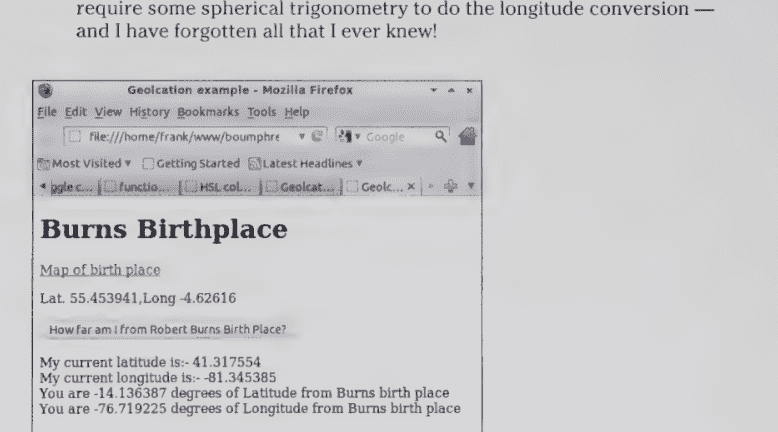 require some spherical trigonometry to do the longitude conversion —
and I have forgotten all that I ever knew!
Geolcation example - Mozilla Firefox
File Edit View History Bookmarks Tools Help
file:///home/frank/www/boumphre Google
Most Visited Getting Started Latest Headlines
ggle c... functio... HSL col... Geolcat... Geolc...
Burns Birthplace
Map of birth place
Lat. 55.453941,Long -4.62616
How far am I from Robert Burns Birth Place?
My current latitude is:- 41.317554
My current longitude is:- -81.345385
You are -14.136387 degrees of Latitude from Burns birth place
You are -76.719225 degrees of Longitude from Burns birth place